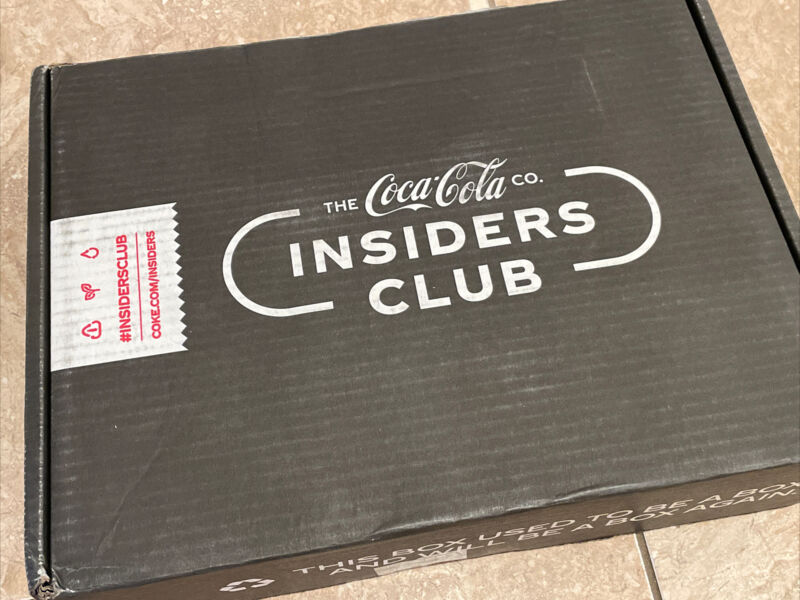 THE Coca-Cola CO.
INSIDERS
CLUB
#INSIDERSCLUB
COKE.COM/INSIDERS
THIS BOX USED TO BE A BOX
AND WILL BE A BOX AGAIN.